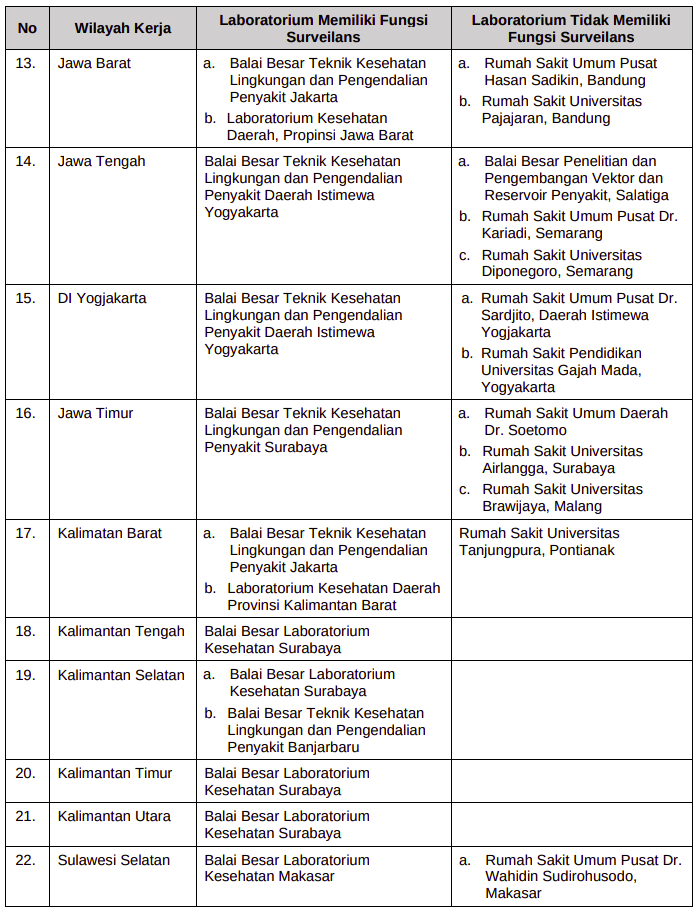 No
Wilayah Kerja
Laboratorium Memiliki Fungsi
Surveilans
Laboratorium Tidak Memiliki
Fungsi Surveilans
13.
Jawa Barat
a. Balai Besar Teknik Kesehatan
Lingkungan dan Pengendalian
Penyakit Jakarta
b. Laboratorium Kesehatan
Daerah, Propinsi Jawa Barat
a. Rumah Sakit Umum Pusat
Hasan Sadikin, Bandung
b. Rumah Sakit Universitas
Pajajaran, Bandung
14.
Jawa Tengah
Balai Besar Teknik Kesehatan
Lingkungan dan Pengendalian
Penyakit Daerah Istimewa
Yogyakarta
a. Balai Besar Penelitian dan
Pengembangan Vektor dan
Reservoir Penyakit, Salatiga
b. Rumah Sakit Umum Pusat Dr.
Kariadi, Semarang
c. Rumah Sakit Universitas
Diponegoro, Semarang
15.
DI Yogjakarta
Balai Besar Teknik Kesehatan
Lingkungan dan Pengendalian
Penyakit Daerah Istimewa
Yogyakarta
a. Rumah Sakit Umum Pusat Dr.
Sardjito, Daerah Istimewa
Yogjakarta
b. Rumah Sakit Pendidikan
Universitas Gajah Mada,
Yogyakarta
16.
Jawa Timur
Balai Besar Teknik Kesehatan
Lingkungan dan Pengendalian
Penyakit Surabaya
a. Rumah Sakit Umum Daerah
Dr. Soetomo
b. Rumah Sakit Universitas
Airlangga, Surabaya
c. Rumah Sakit Universitas
Brawijaya, Malang
17.
Kalimatan Barat
a. Balai Besar Teknik Kesehatan
Lingkungan dan Pengendalian
Penyakit Jakarta
b. Laboratorium Kesehatan Daerah
Provinsi Kalimantan Barat
Rumah Sakit Universitas
Tanjungpura, Pontianak
18.
Kalimantan Tengah
Balai Besar Laboratorium
Kesehatan Surabaya
19.
Kalimantan Selatan
a. Balai Besar Laboratorium
Kesehatan Surabaya
b. Balai Besar Teknik Kesehatan
Lingkungan dan Pengendalian
Penyakit Banjarbaru
20.
Kalimantan Timur
Balai Besar Laboratorium
Kesehatan Surabaya
21.
Kalimantan Utara
Balai Besar Laboratorium
Kesehatan Surabaya
22.
Sulawesi Selatan
Balai Besar Laboratorium
Kesehatan Makasar
a. Rumah Sakit Umum Pusat Dr.
Wahidin Sudirohusodo,
Makasar